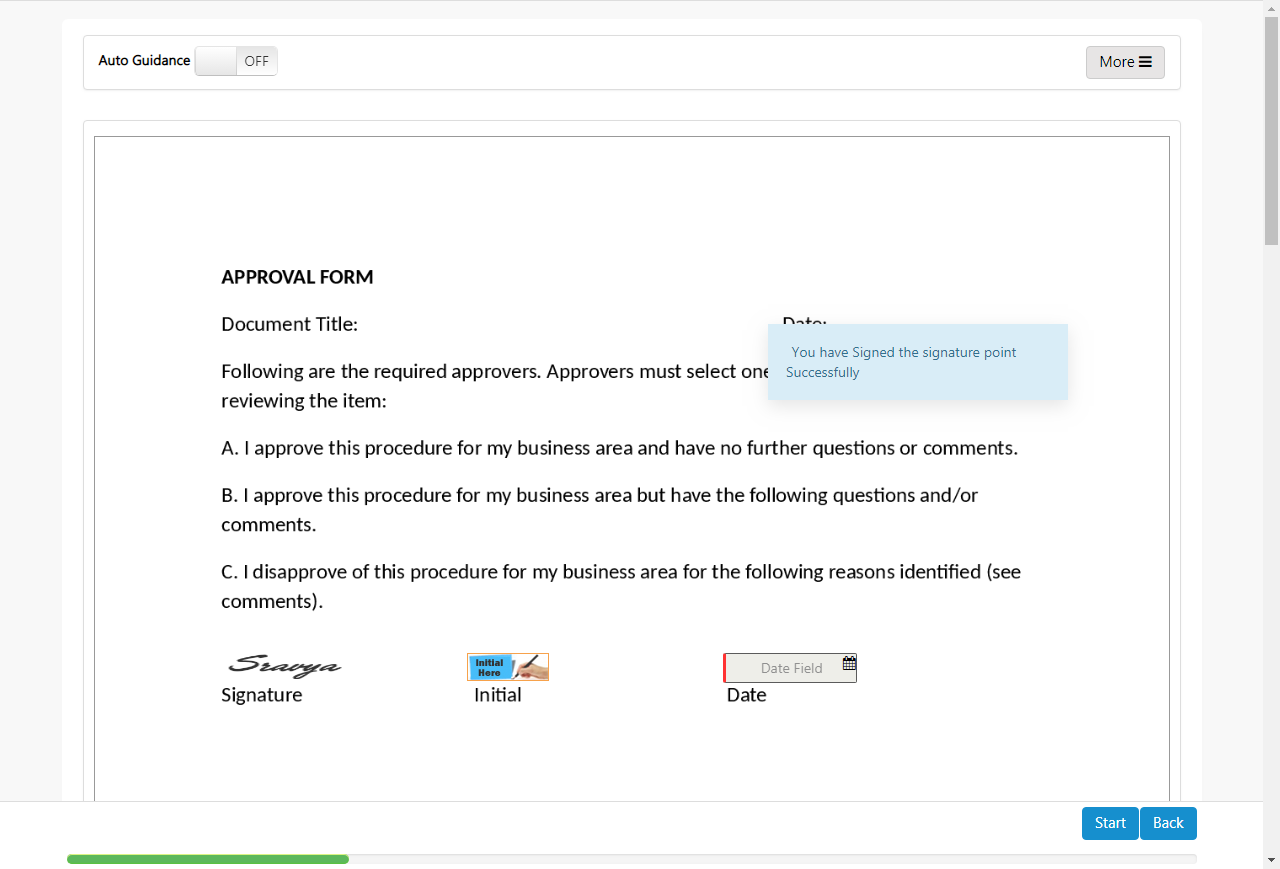 Auto Guidance OFF More
APPROVAL FORM
Document Title: Date:
You have Signed the signature point
Successfully
Following are the required approvers. Approvers must select one
reviewing the item:
A. I approve this procedure for my business area and have no further questions or comments.
B. I approve this procedure for my business area but have the following questions and/or
comments.
C. I disapprove of this procedure for my business area for the following reasons identified (see
comments).
Sravya
Initial
Here
Date Field
Signature Initial Date
Start Back